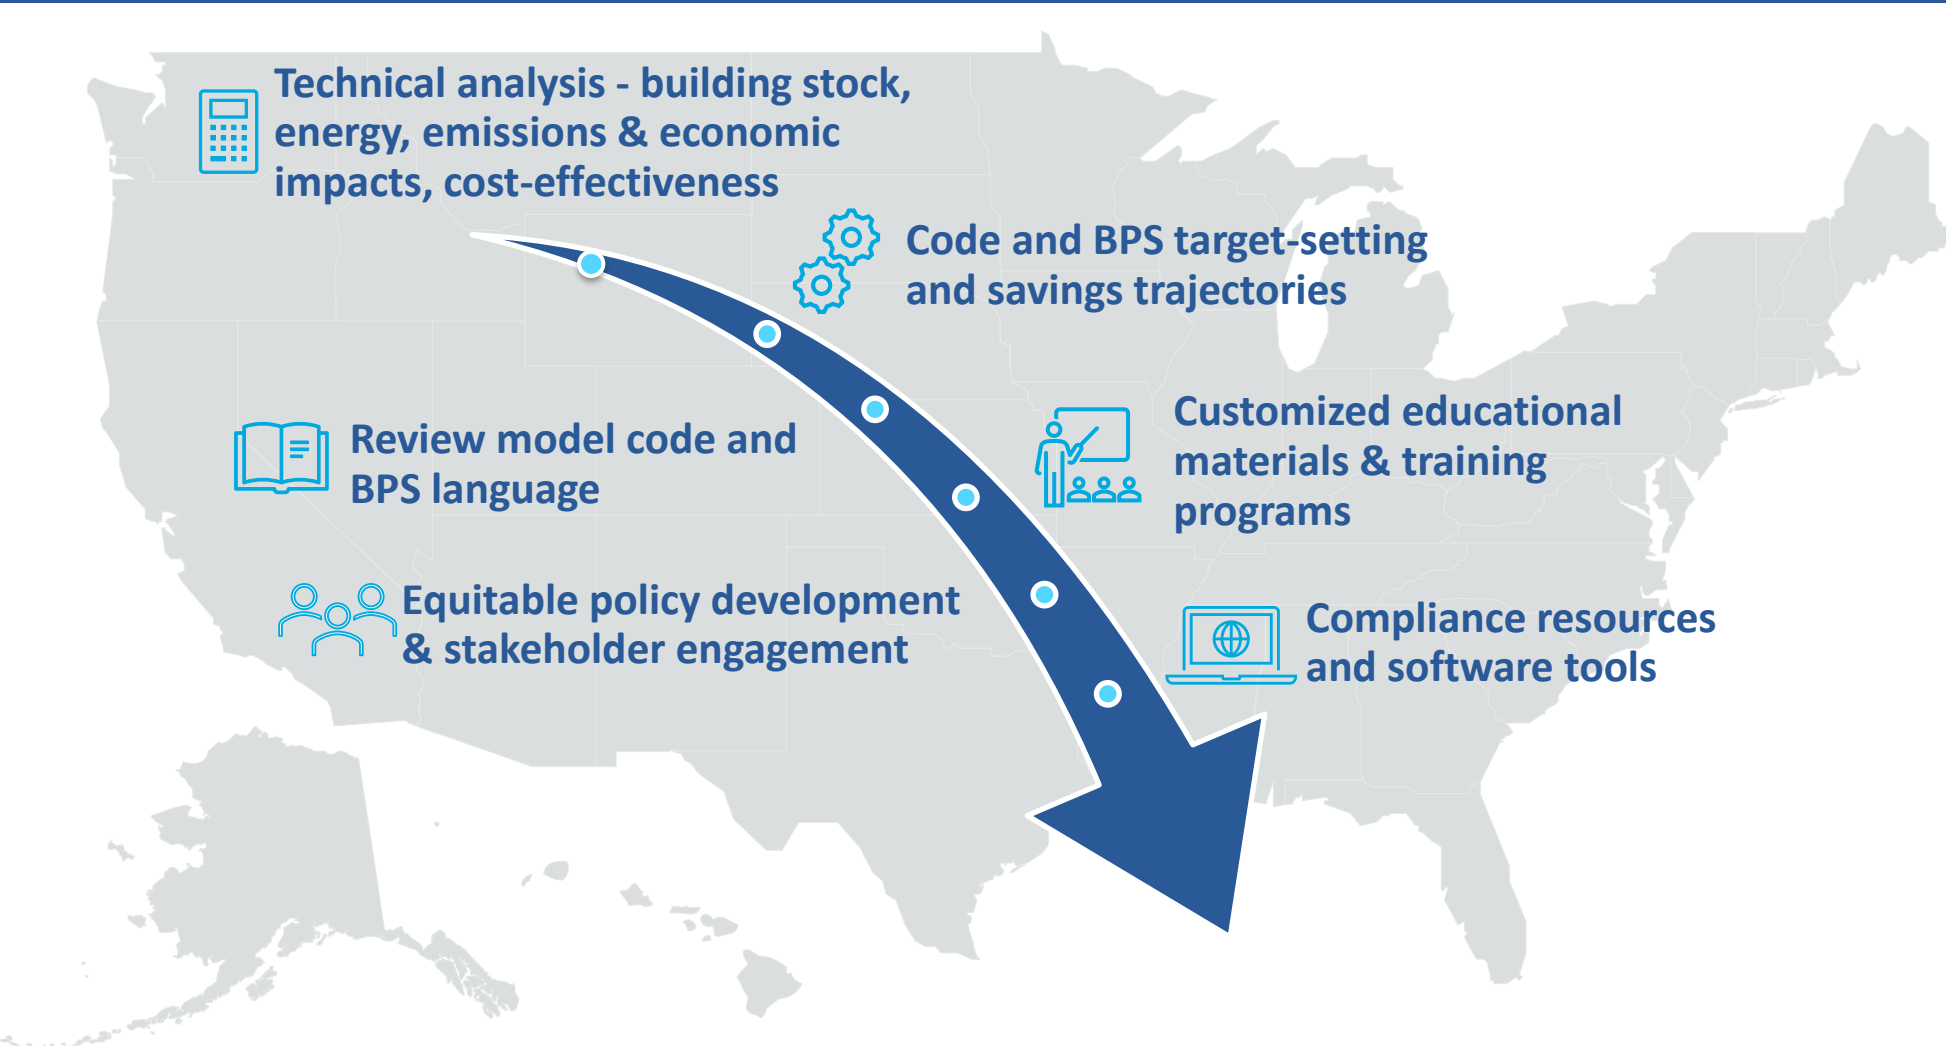 Technical analysis - building stock,
energy, emissions & economic
impacts, cost-effectiveness
Code and BPS target-setting
and savings trajectories
Review model code and
BPS language
Customized educational
materials & training
programs
Equitable policy development
& stakeholder engagement
Compliance resources
and software tools